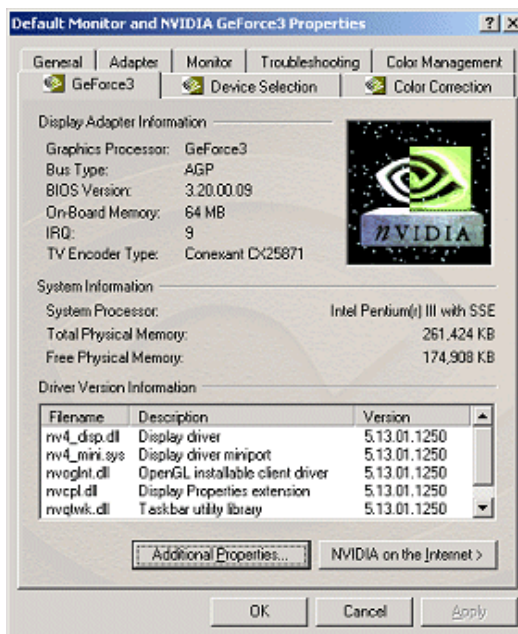 Default Monitor and NVIDIA GeForce3 Properties
General Adapter Monitor Troubleshooting Color Management
GeForce3 Device Selection Color Correction
Display Adapter Information
Graphics Processor: GeForce3
Bus Type: AGP
BIOS Version: 3.20.00.09
On-Board Memory: 64 MB
IRQ: 9
TV Encoder Type: Conexant CX25871
nVIDIA
System Information
System Processor: Intel Pentium(r) III with SSE
Total Physical Memory: 261,424 KB
Free Physical Memory: 174,908 KB
Driver Version Information
Filename Description Version
nv4_disp.dll Display driver 5.13.01.1250
nv4_mini.sys Display driver miniport 5.13.01.1250
nvoglnt.dll OpenGL installable client driver 5.13.01.1250
nvcpl.dll Display Properties extension 5.13.01.1250
nvqtwk.dll Taskbar utility library 5.13.01.1250
Additional Properties... NVIDIA on the Internet >
OK Cancel Apply